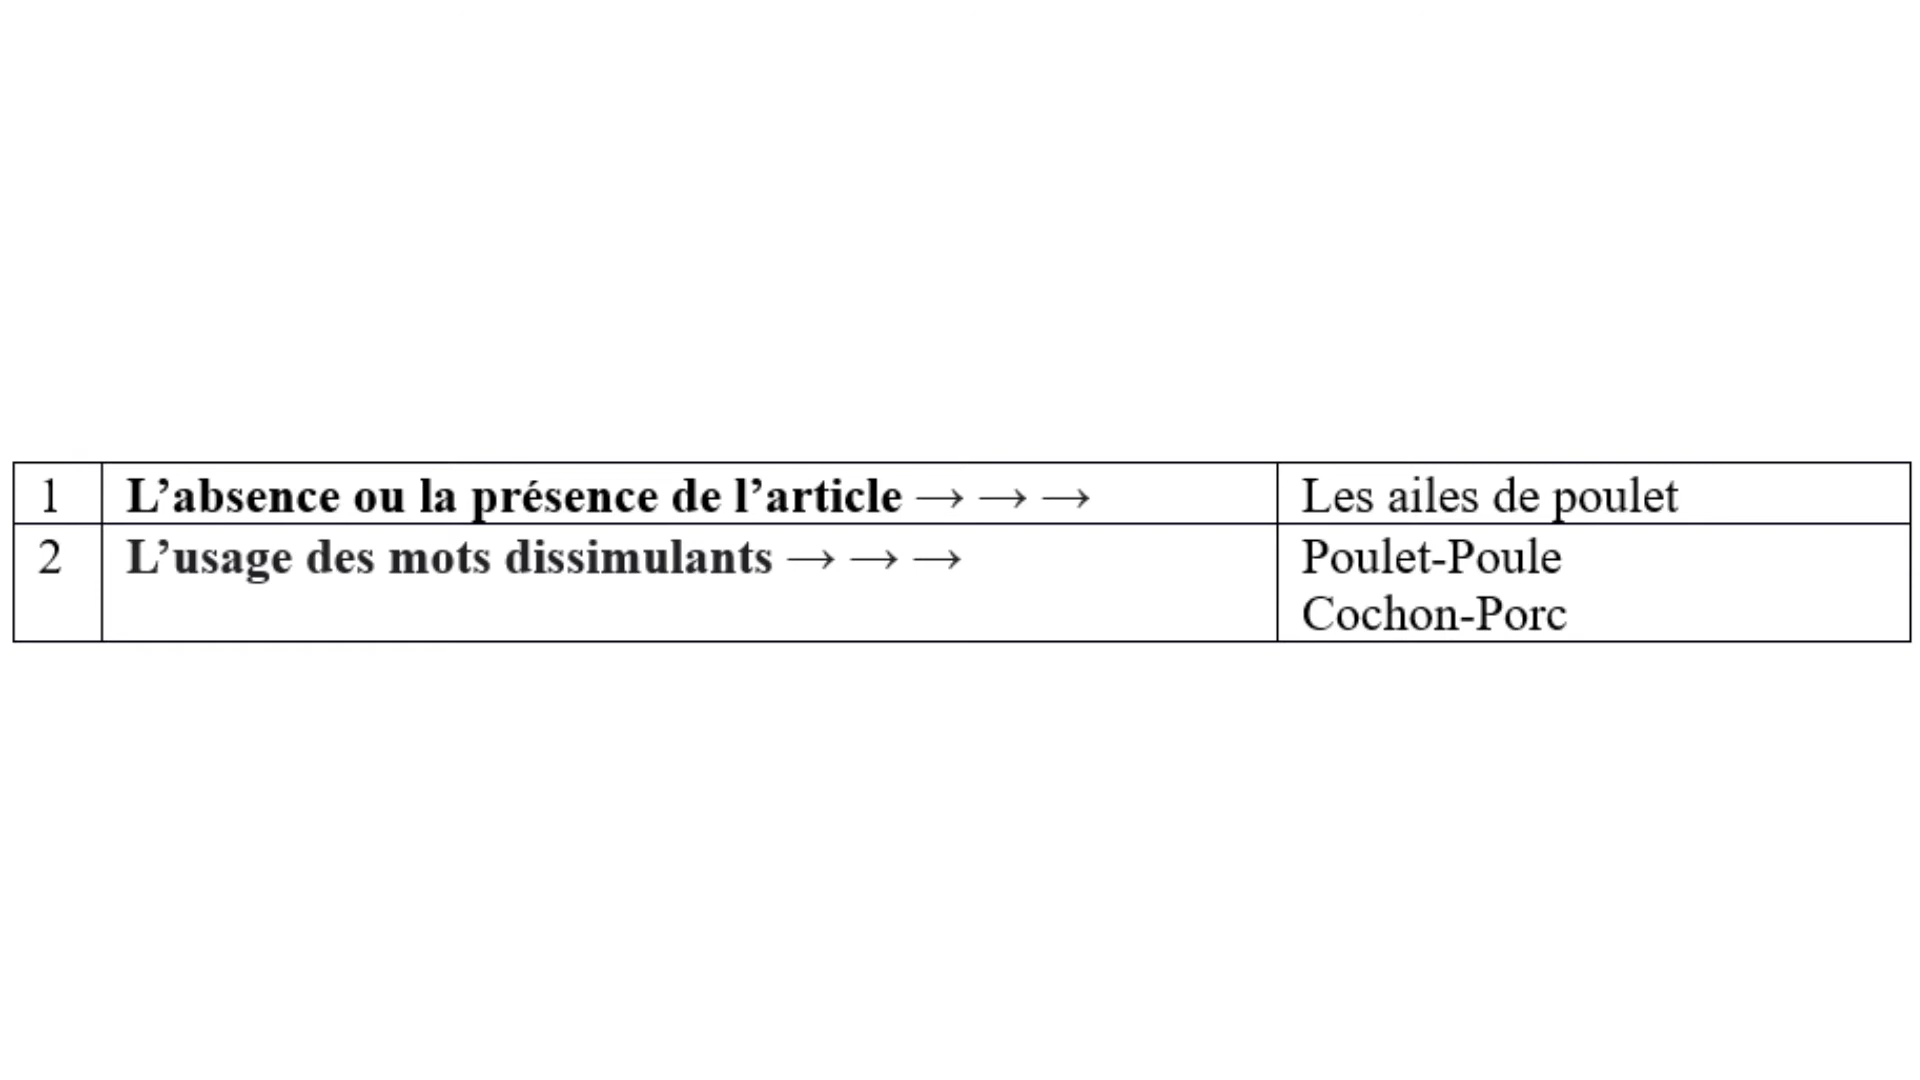 1 L’absence ou la présence de l’article → → → Les ailes de poulet
2 L’usage des mots dissimulants → → → Poulet-Poule
Cochon-Porc